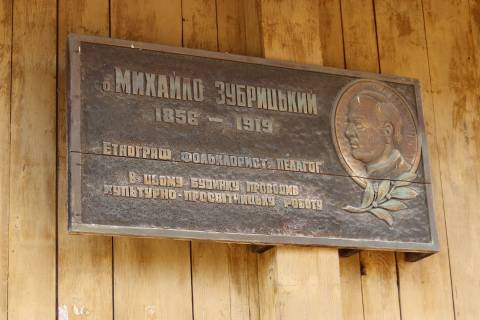 о. МИХАЙЛО ЗУБРИЦЬКИЙ
1856 – 1919
ЕТНОГРАФ, ФОЛЬКЛОРИСТ, ПЕДАГОГ
В ЦЬОМУ БУДИНКУ ПРОВОДИВ
КУЛЬТУРНО-ПРОСВІТНИЦЬКУ РОБОТУ